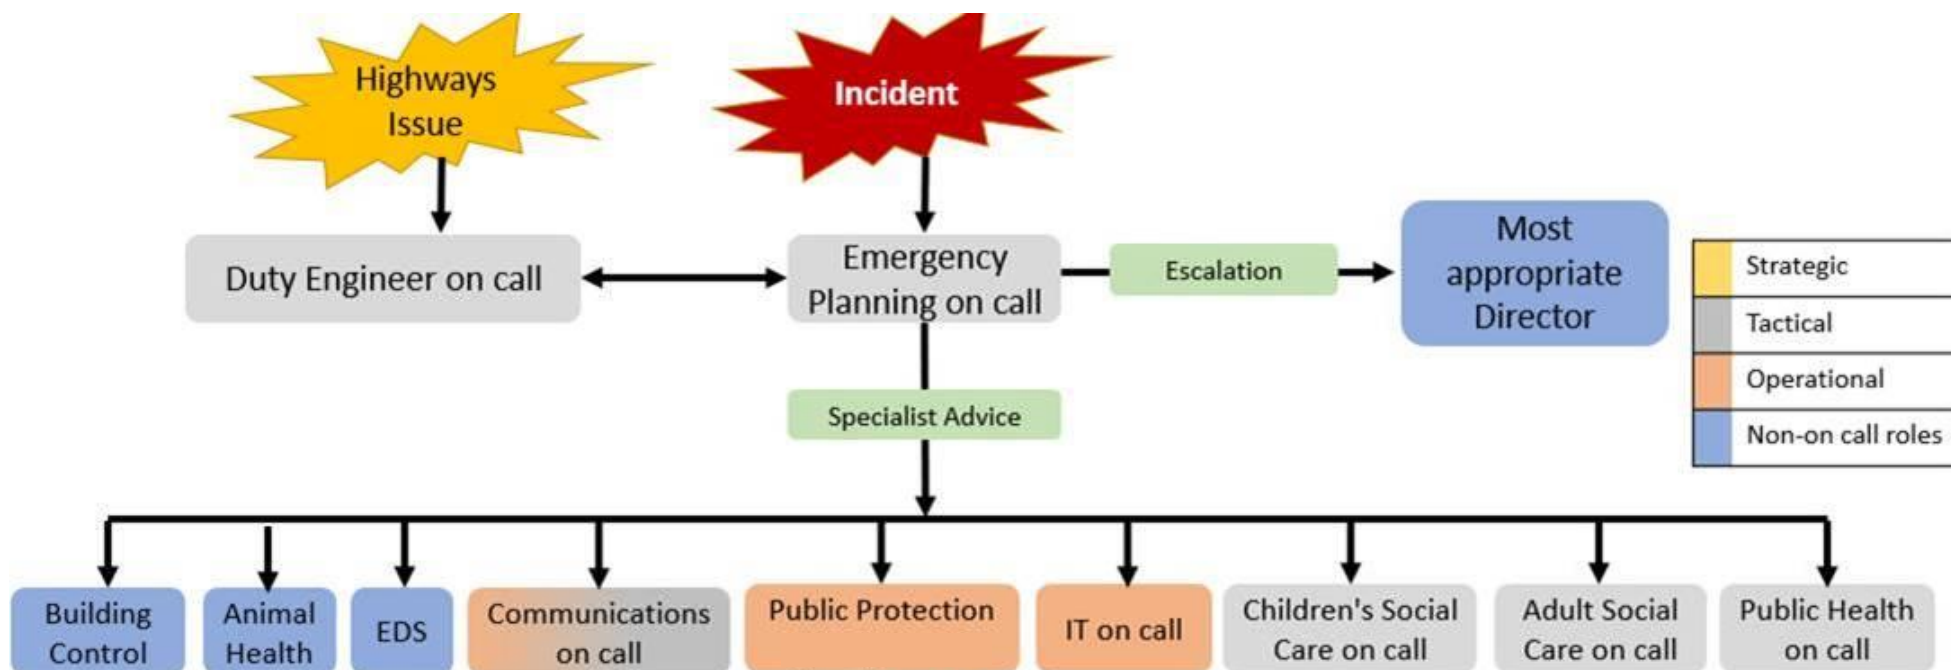 Highways
Issue
Incident
Duty Engineer on call
Emergency
Planning on call
Escalation
Most
appropriate
Director
Strategic
Tactical
Operational
Non-on call roles
Specialist Advice
Building
Control
Animal
Health
EDS
Communications
on call
Public Protection
IT on call
Children's Social
Care on call
Adult Social
Care on call
Public Health
on call